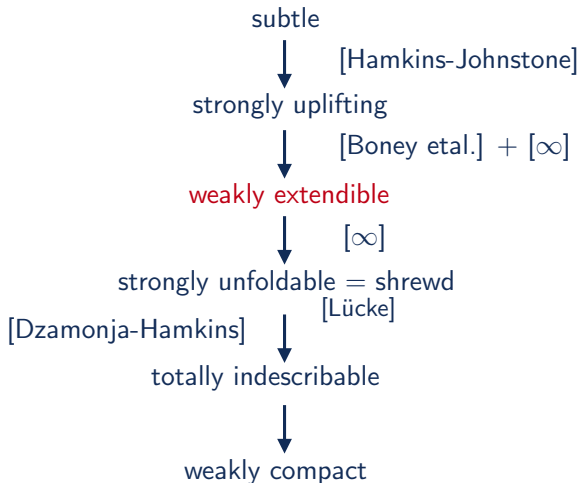 subtle
[Hamkins-Johnstone]
strongly uplifting
[Boney etal.] + [∞]
weakly extendible
[∞]
strongly unfoldable = shrewd
[Lücke]
[Dzamonja-Hamkins]
totally indescribable
weakly compact